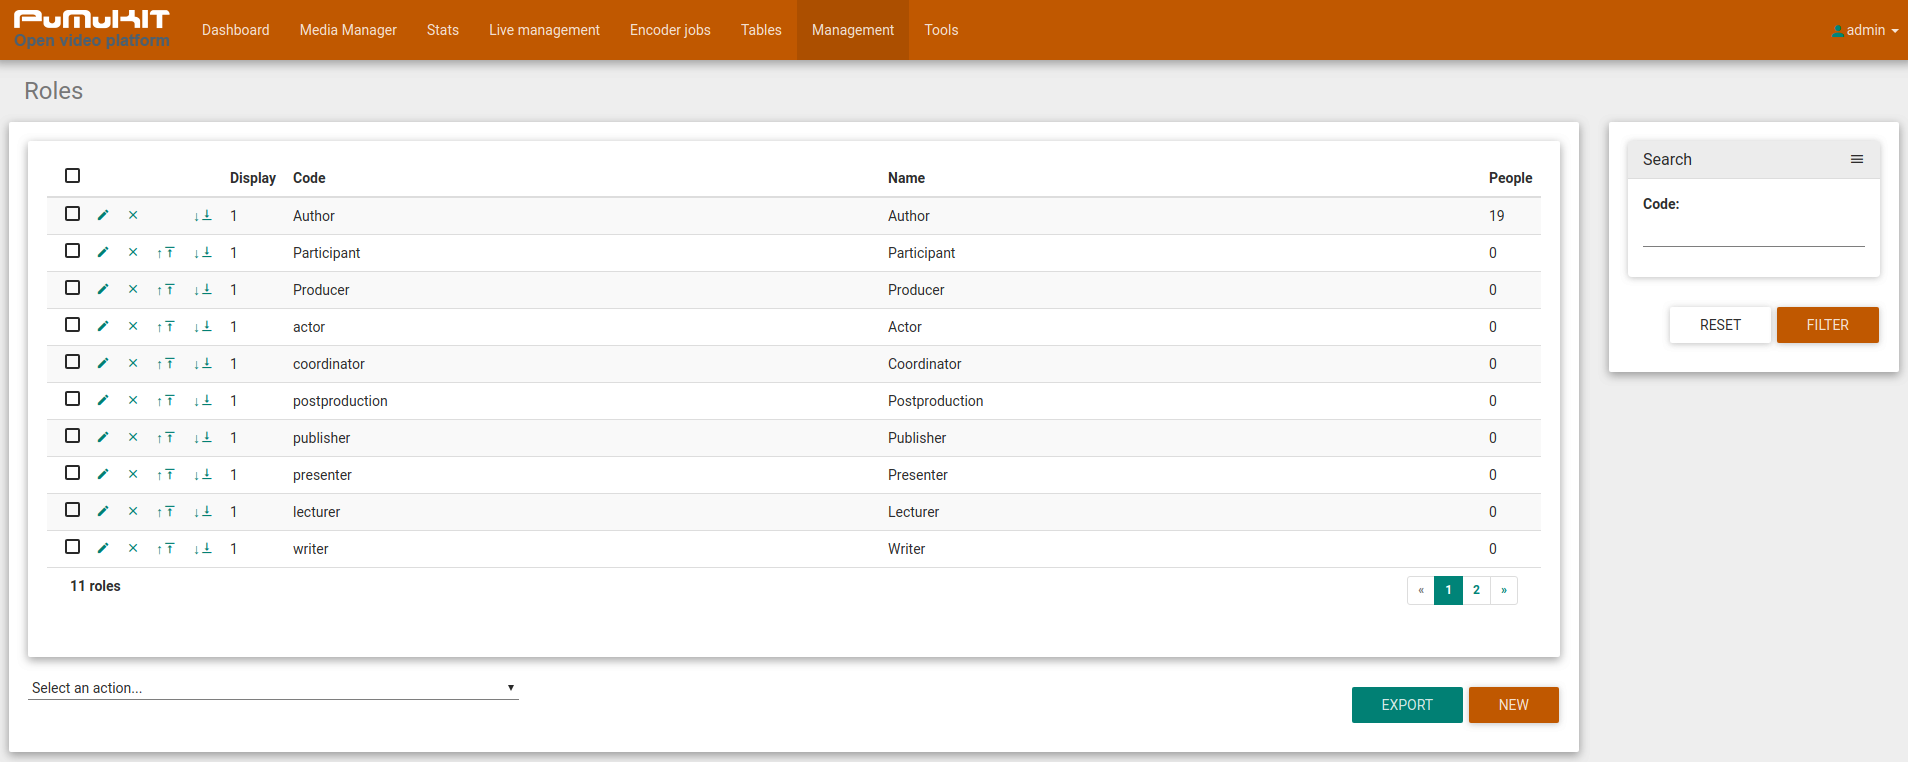 PUMUKIT
Open video platform
Dashboard Media Manager Stats Live management Encoder jobs Tables Management Tools admin
Roles
Display Code Name People
1 Author Author 19
1 Participant Participant 0
1 Producer Producer 0
1 actor Actor 0
1 coordinator Coordinator 0
1 postproduction Postproduction 0
1 publisher Publisher 0
1 presenter Presenter 0
1 lecturer Lecturer 0
1 writer Writer 0
11 roles
« 1 2 »
Select an action...
EXPORT NEW
Search
Code:
RESET FILTER